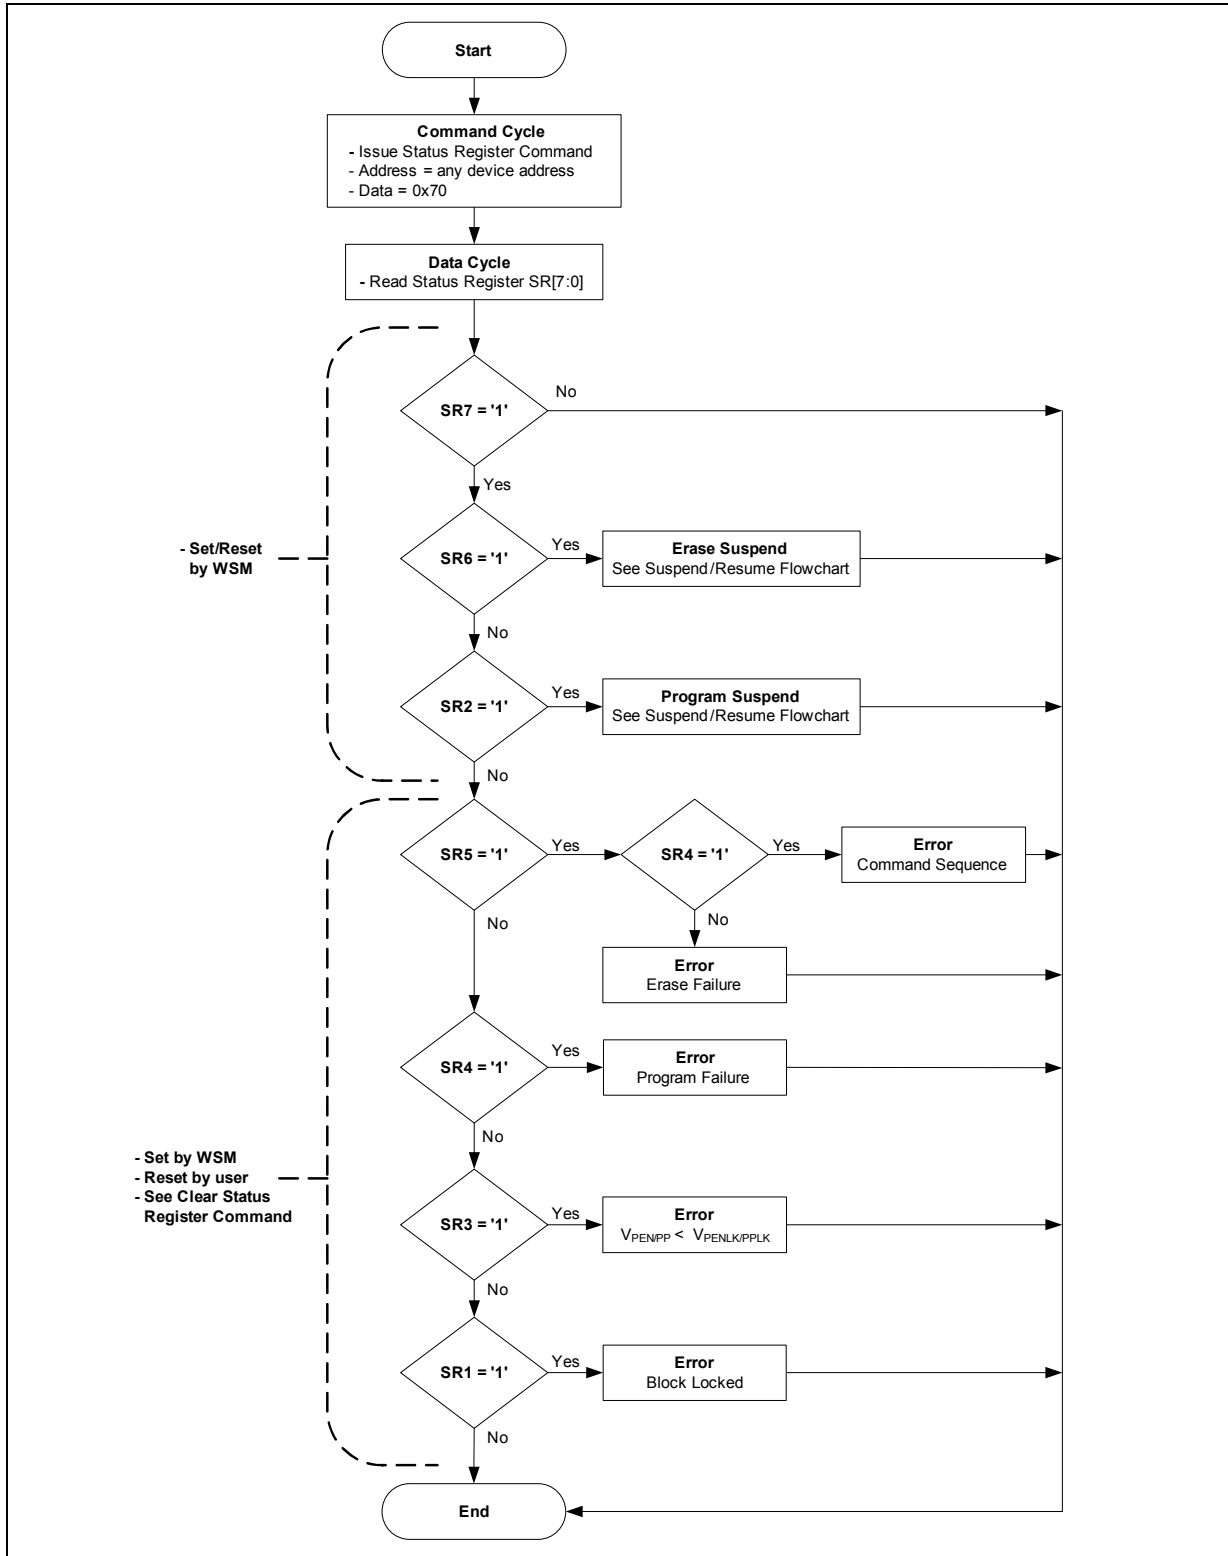 Start
Command Cycle
- Issue Status Register Command
- Address = any device address
- Data = 0x70
Data Cycle
- Read Status Register SR[7:0]
SR7 = '1'
No
Yes
- Set/Reset
by WSM
SR6 = '1'
Yes
Erase Suspend
See Suspend/Resume Flowchart
No
SR2 = '1'
Yes
Program Suspend
See Suspend/Resume Flowchart
No
SR5 = '1'
Yes
SR4 = '1'
Yes
Error
Command Sequence
No
No
Error
Erase Failure
SR4 = '1'
Yes
Error
Program Failure
No
- Set by WSM
- Reset by user
- See Clear Status
Register Command
SR3 = '1'
Yes
Error
VPEN/PP < VPENLK/PPLK
No
SR1 = '1'
Yes
Error
Block Locked
No
End